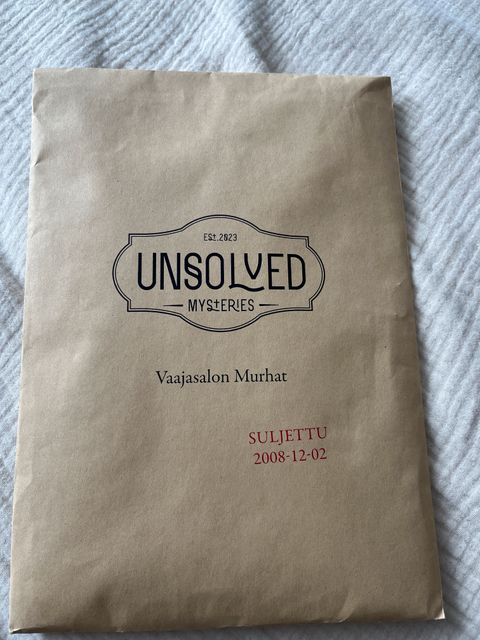 Est.2023
UNSOLVED
MYSTERIES
Vaajasalon Murhat
SULJETTU
2008-12-02